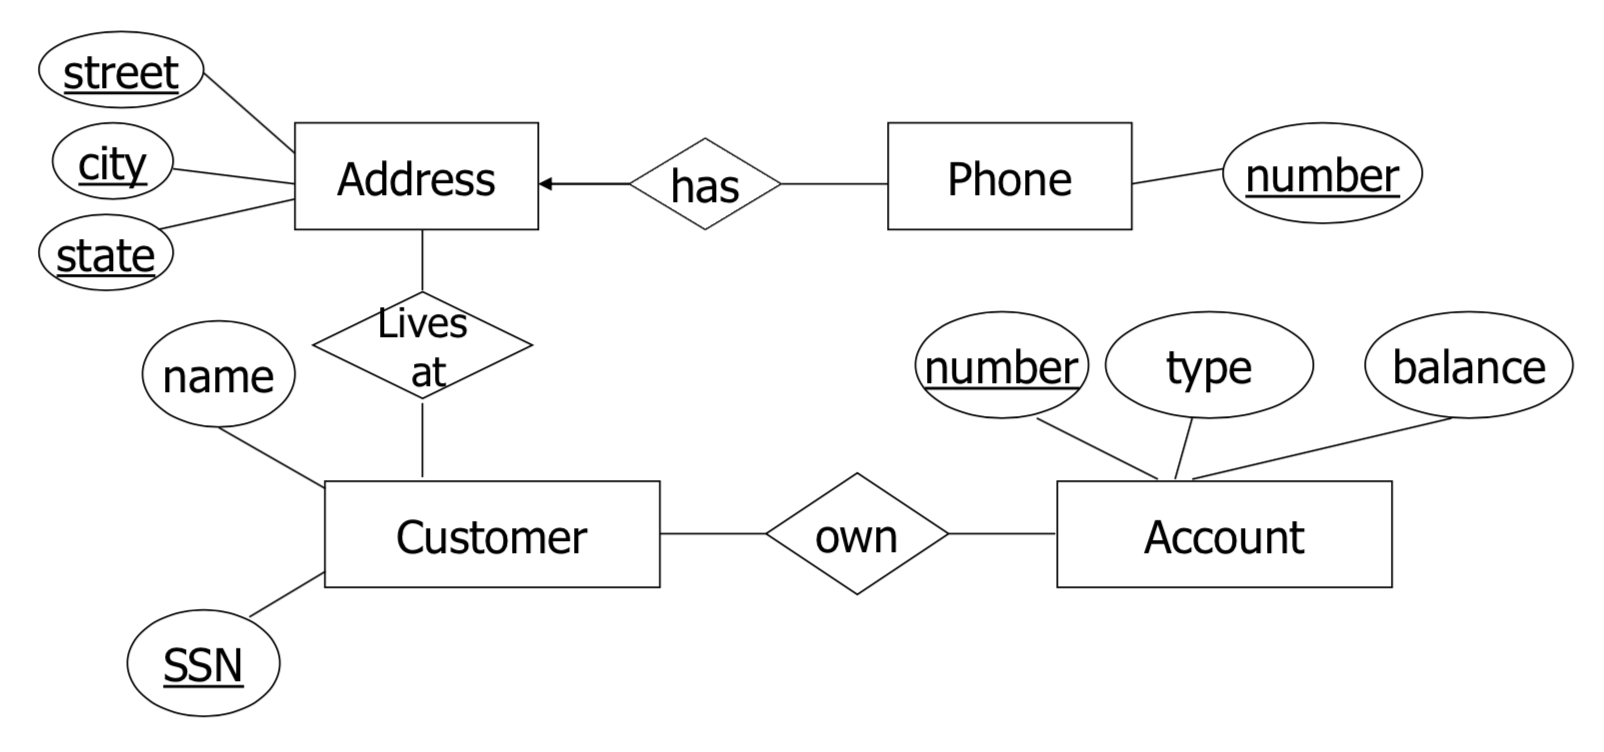 street
city
state
Address
has
Phone
number
Lives
at
name
number
type
balance
Customer
own
Account
SSN